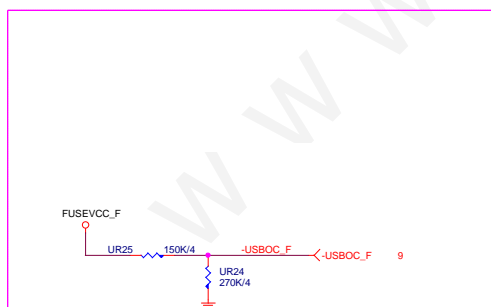 W W W
FUSEVCC_F
UR25 150K/4 -USBOC_F -USBOC_F 9
UR24
270K/4